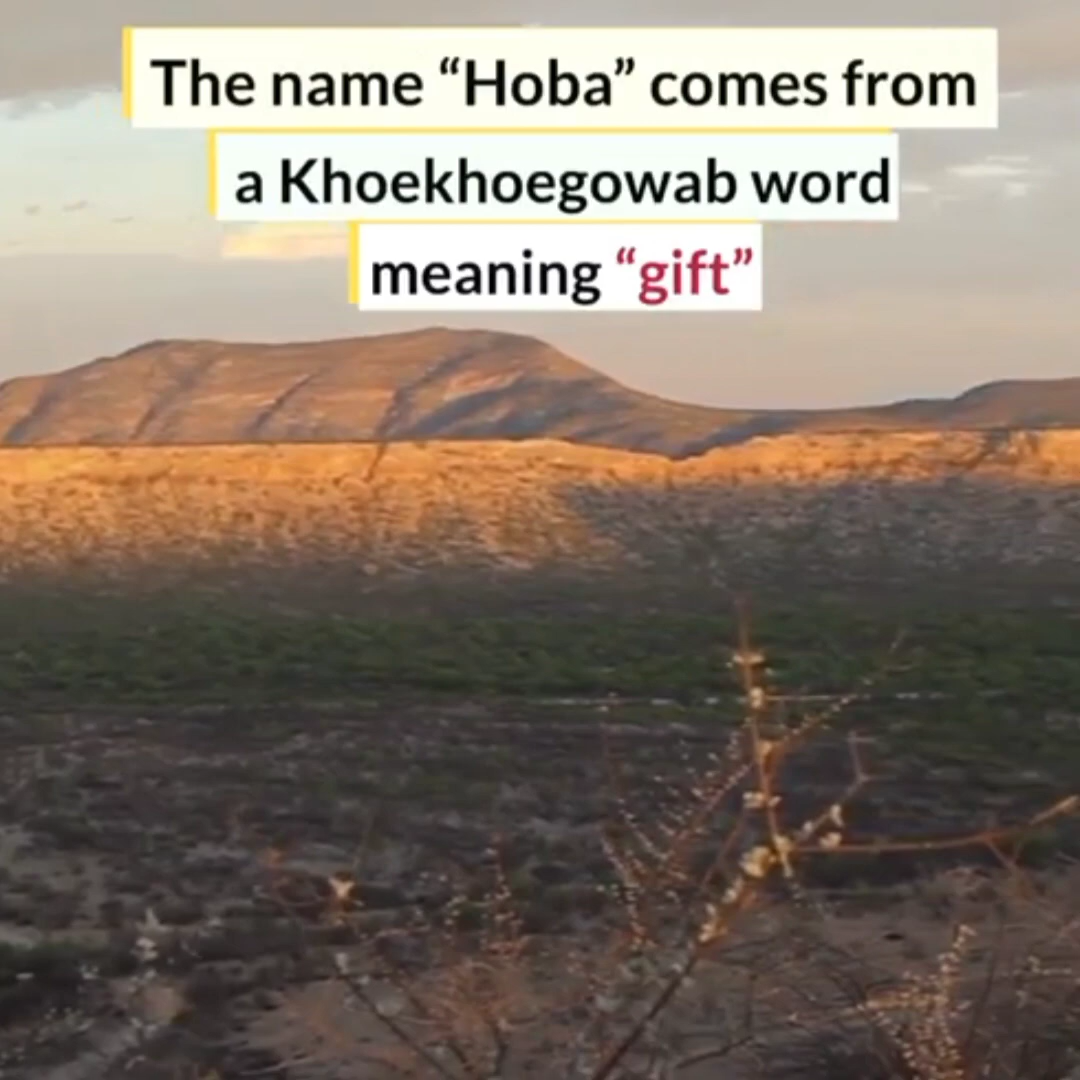 The name “Hoba” comes from
a Khoekhoegowab word
meaning “gift”